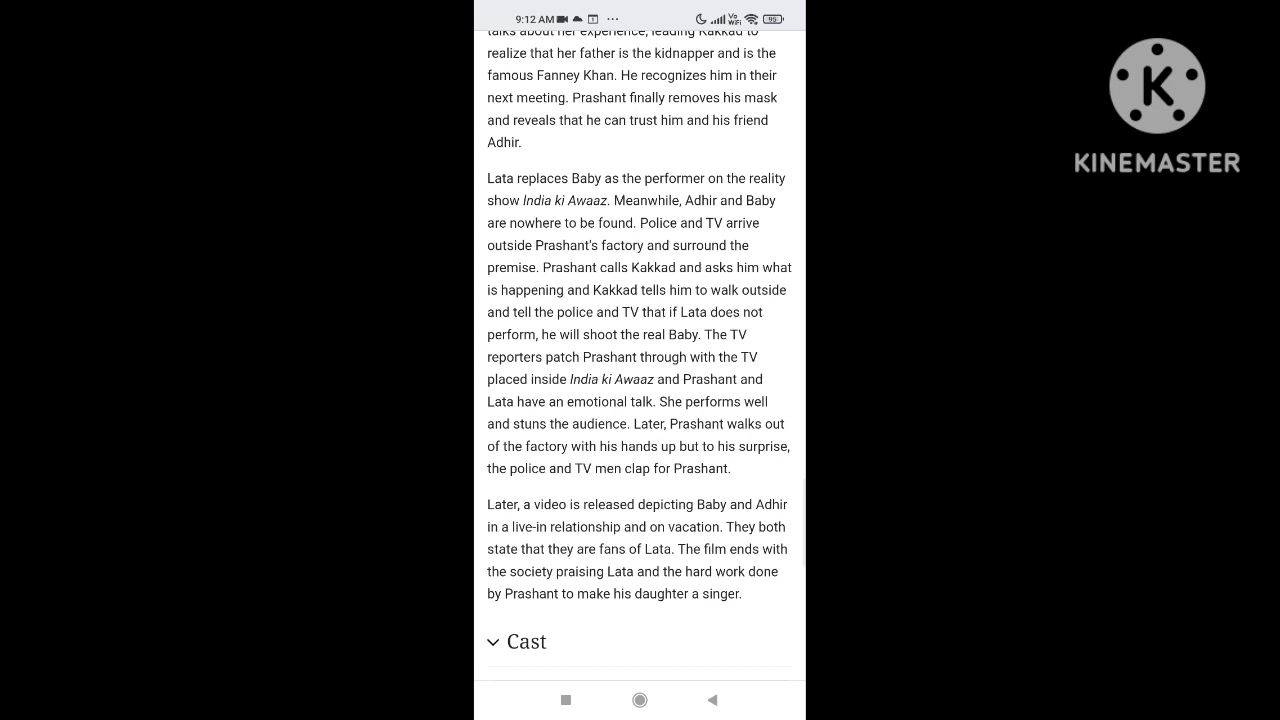 9:12 AM
Vo
WiFi
95
talks about her experience, leading Kakkad to
realize that her father is the kidnapper and is the
famous Fanney Khan. He recognizes him in their
next meeting. Prashant finally removes his mask
and reveals that he can trust him and his friend
Adhir.
Lata replaces Baby as the performer on the reality
show India ki Awaaz. Meanwhile, Adhir and Baby
are nowhere to be found. Police and TV arrive
outside Prashant's factory and surround the
premise. Prashant calls Kakkad and asks him what
is happening and Kakkad tells him to walk outside
and tell the police and TV that if Lata does not
perform, he will shoot the real Baby. The TV
reporters patch Prashant through with the TV
placed inside India ki Awaaz and Prashant and
Lata have an emotional talk. She performs well
and stuns the audience. Later, Prashant walks out
of the factory with his hands up but to his surprise,
the police and TV men clap for Prashant.
Later, a video is released depicting Baby and Adhir
in a live-in relationship and on vacation. They both
state that they are fans of Lata. The film ends with
the society praising Lata and the hard work done
by Prashant to make his daughter a singer.
Cast
K
KINEMASTER